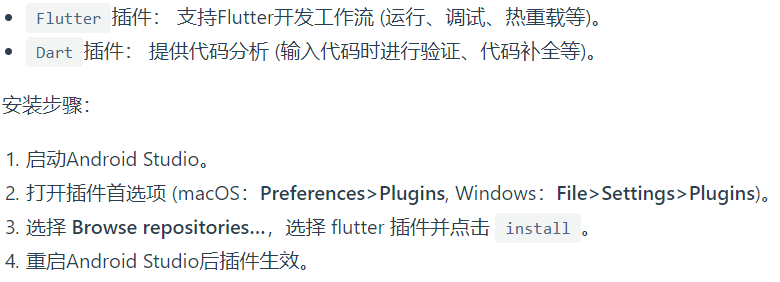 • Flutter 插件： 支持Flutter开发工作流 (运行、调试、热重载等)。
• Dart 插件： 提供代码分析 (输入代码时进行验证、代码补全等)。
安装步骤：
1. 启动Android Studio。
2. 打开插件首选项 (macOS：Preferences>Plugins, Windows：File>Settings>Plugins)。
3. 选择 Browse repositories…，选择 flutter 插件并点击 install 。
4. 重启Android Studio后插件生效。